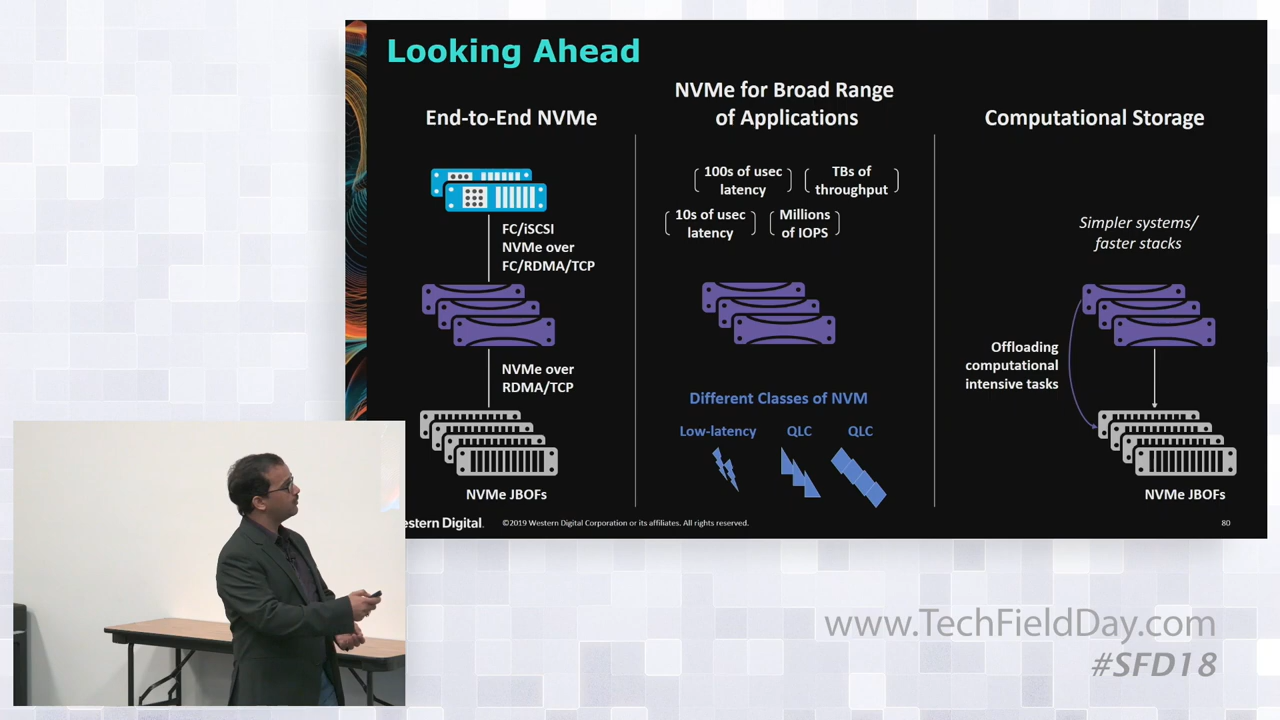 Looking Ahead
End-to-End NVMe
FC/iSCSI
NVMe over
FC/RDMA/TCP
NVMe over
RDMA/TCP
NVMe JBOFs
NVMe for Broad Range
of Applications
100s of usec
latency
TBs of
throughput
10s of usec
latency
Millions
of IOPS
Different Classes of NVM
Low-latency
QLC
QLC
Computational Storage
Simpler systems/
faster stacks
Offloading
computational
intensive tasks
NVMe JBOFs
estern Digital.
©2019 Western Digital Corporation or its affiliates. All rights reserved.
80
www.TechFieldDay.com
#SFD18